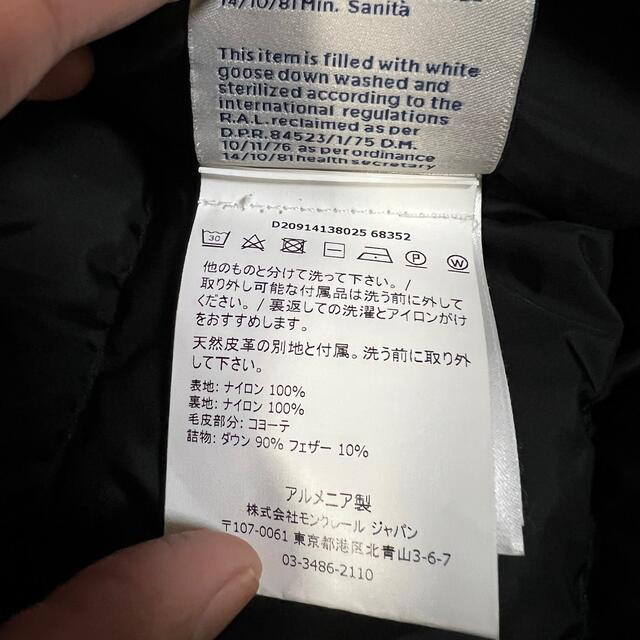 14/10/81 Min. Sanità
This item is filled with white
goose down washed and
sterilized according to the
international regulations
R.A.L. reclaimed as per
D.P.R. 84523/1/75 D.M.
10/11/76 as per ordinance
14/10/81 health secretary
D20914138025 68352
30
P
W
他のものと分けて洗って下さい。/
取り外し可能な付属品は洗う前に外して
ください。/ 裏返しての洗濯とアイロンがけ
をおすすめします。
天然皮革の別地と付属。洗う前に取り外
して下さい。
表地: ナイロン 100%
裏地: ナイロン 100%
毛皮部分: コヨーテ
詰物: ダウン 90% フェザー 10%
アルメニア製
株式会社モンクレール ジャパン
〒107-0061 東京都港区北青山3-6-7
03-3486-2110